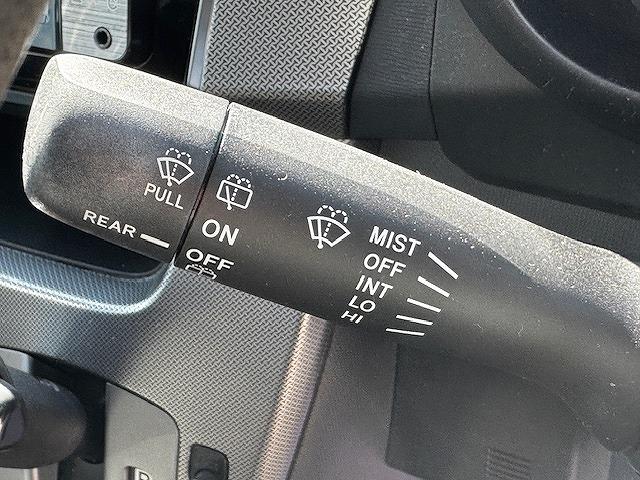 PULL
REAR
ON
OFF
MIST
OFF
INT
LO
HI